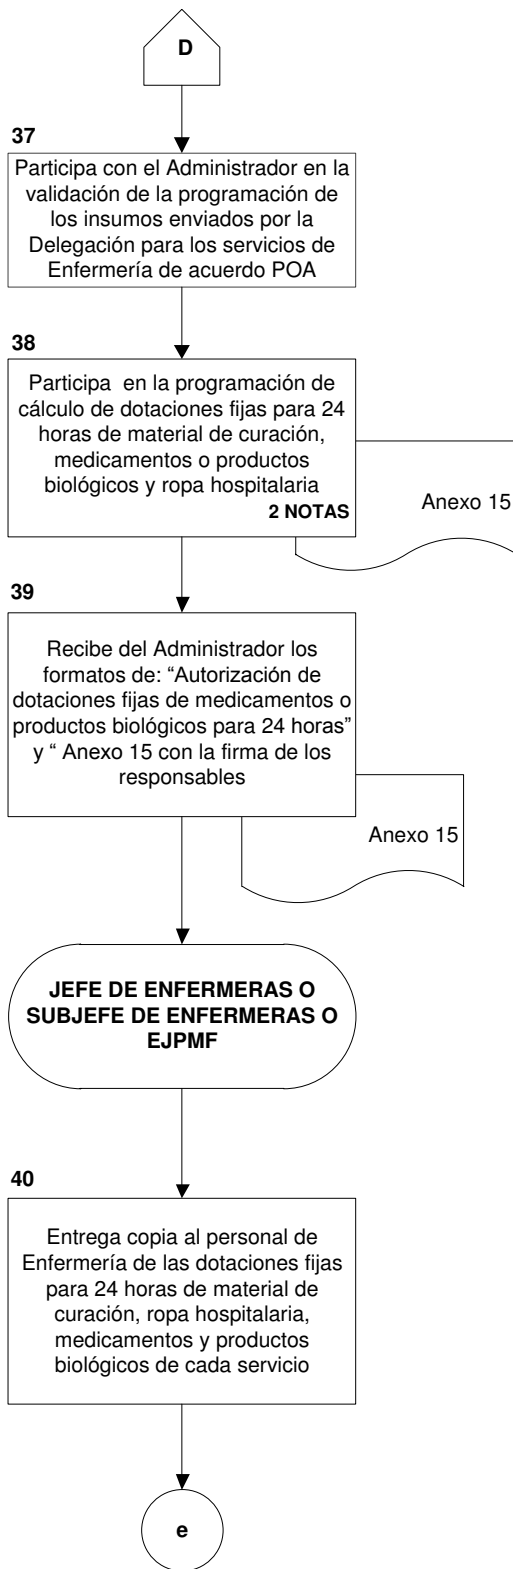 D
37
Participa con el Administrador en la
validación de la programación de
los insumos enviados por la
Delegación para los servicios de
Enfermería de acuerdo POA
38
Participa  en la programación de
cálculo de dotaciones fijas para 24
horas de material de curación,
medicamentos o productos
biológicos y ropa hospitalaria
2 NOTAS
Anexo 15
39
Recibe del Administrador los
formatos de: “Autorización de
dotaciones fijas de medicamentos o
productos biológicos para 24 horas”
y “ Anexo 15 con la firma de los
responsables
Anexo 15
JEFE DE ENFERMERAS O
SUBJEFE DE ENFERMERAS O
EJPMF
40
Entrega copia al personal de
Enfermería de las dotaciones fijas
para 24 horas de material de
curación, ropa hospitalaria,
medicamentos y productos
biológicos de cada servicio
e